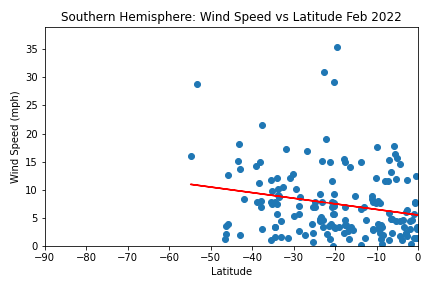 Southern Hemisphere: Wind Speed vs Latitude Feb 2022
Wind Speed (mph)
35
30
25
20
15
10
5
0
−90 −80 −70 −60 −50 −40 −30 −20 −10 0
Latitude